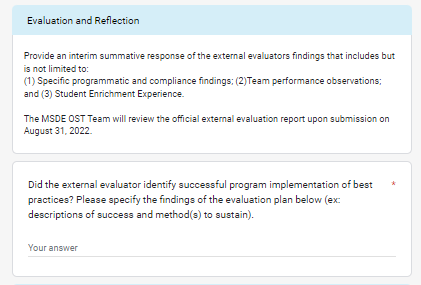 Evaluation and Reflection
Provide an interim summative response of the external evaluators findings that includes but
is not limited to:
(1) Specific programmatic and compliance findings; (2)Team performance observations;
and (3) Student Enrichment Experience.
The MSDE OST Team will review the official external evaluation report upon submission on
August 31, 2022.
Did the external evaluator identify successful program implementation of best *
practices? Please specify the findings of the evaluation plan below (ex:
descriptions of success and method(s) to sustain).
Your answer